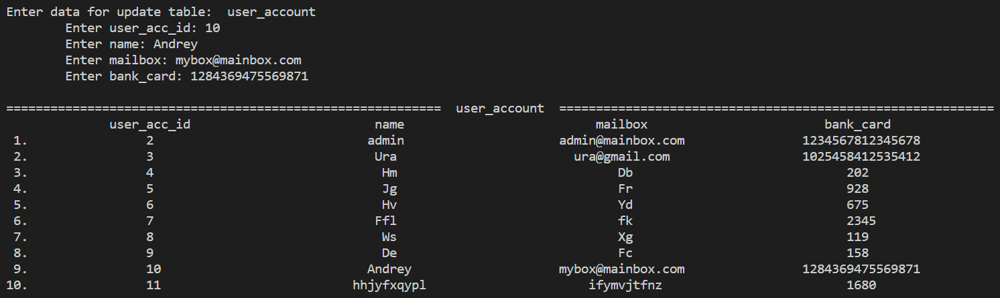 Enter data for update table:  user_account
Enter user_acc_id: 10
Enter name: Andrey
Enter mailbox: mybox@mainbox.com
Enter bank_card: 1284369475569871
===========================================================  user_account  ===========================================================
user_acc_id name mailbox bank_card
1. 2 admin admin@mainbox.com 1234567812345678
2. 3 Ura ura@gmail.com 1025458412535412
3. 4 Hm Db 202
4. 5 Jg Fr 928
5. 6 Hv Yd 675
6. 7 Ffl fk 2345
7. 8 Ws Xg 119
8. 9 De Fc 158
9. 10 Andrey mybox@mainbox.com 1284369475569871
10. 11 hhjyfxqypl ifymvjtfnz 1680